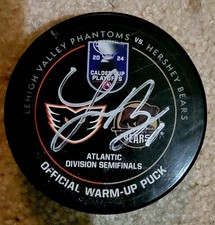 LEHIGH VALLEY PHANTOMS VS. HERSHEY BEARS
20 24
CALDER CUP
PLAYOFFS
BEARS
ATLANTIC
DIVISION SEMIFINALS
OFFICIAL WARM-UP PUCK